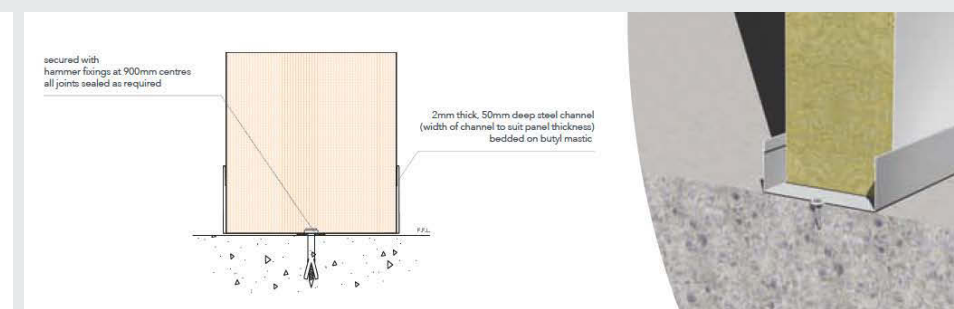 secured with
hammer fixings at 900mm centres
all joints sealed as required
2mm thick, 50mm deep steel channel
(width of channel to suit panel thickness)
bedded on butyl mastic
F.F.L.